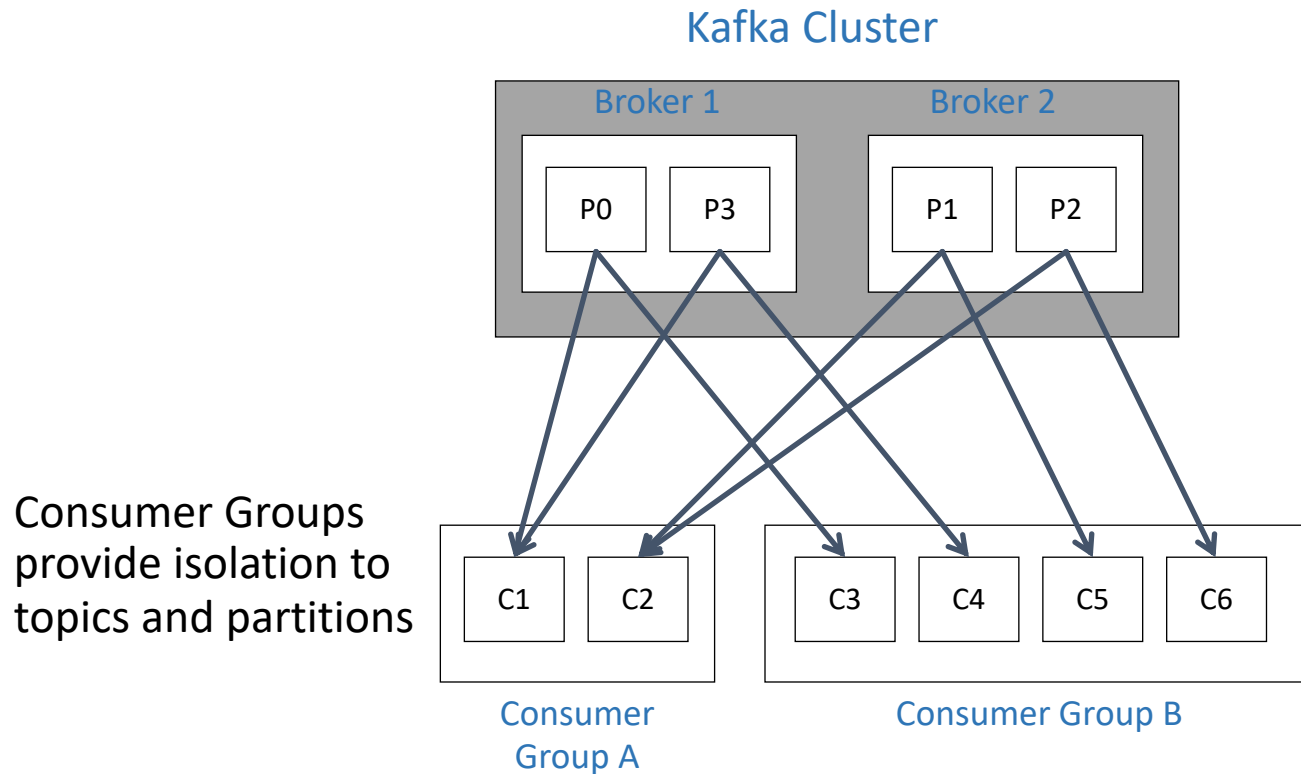 Kafka Cluster
Broker 1
Broker 2
P0
P3
P1
P2
Consumer Groups
provide isolation to
topics and partitions
C1
C2
C3
C4
C5
C6
Consumer
Group A
Consumer Group B